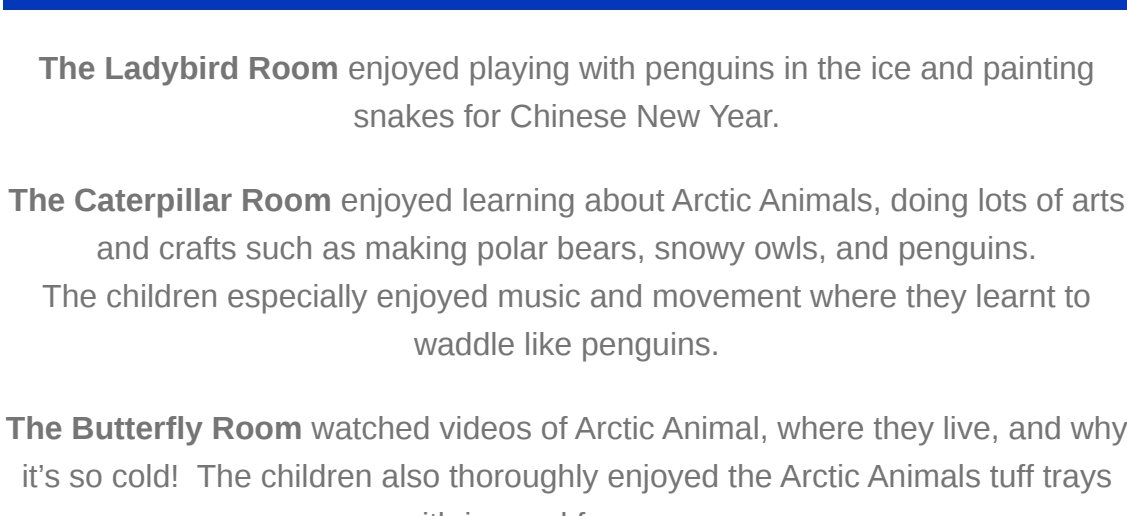 The Ladybird Room enjoyed playing with penguins in the ice and painting
snakes for Chinese New Year.
The Caterpillar Room enjoyed learning about Arctic Animals, doing lots of arts
and crafts such as making polar bears, snowy owls, and penguins.
The children especially enjoyed music and movement where they learnt to
waddle like penguins.
The Butterfly Room watched videos of Arctic Animal, where they live, and why
it’s so cold!  The children also thoroughly enjoyed the Arctic Animals tuff trays